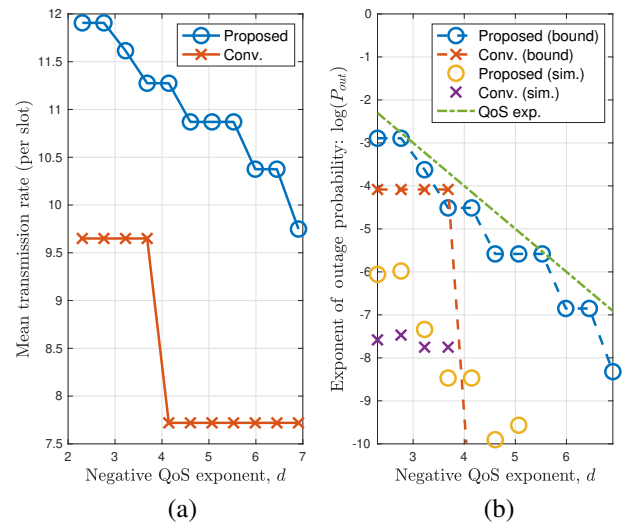 12
11.5
11
10.5
10
9.5
9
8.5
8
7.5
2 3 4 5 6 7
Mean transmission rate (per slot)
Negative QoS exponent, d
Proposed
Conv.
(a)
-0
-1
-2
-3
-4
-5
-6
-7
-8
-9
-10
3 4 5 6
Exponent of outage probability: log(P_out)
Negative QoS exponent, d
Proposed (bound)
Conv. (bound)
Proposed (sim.)
Conv. (sim.)
QoS exp.
(b)